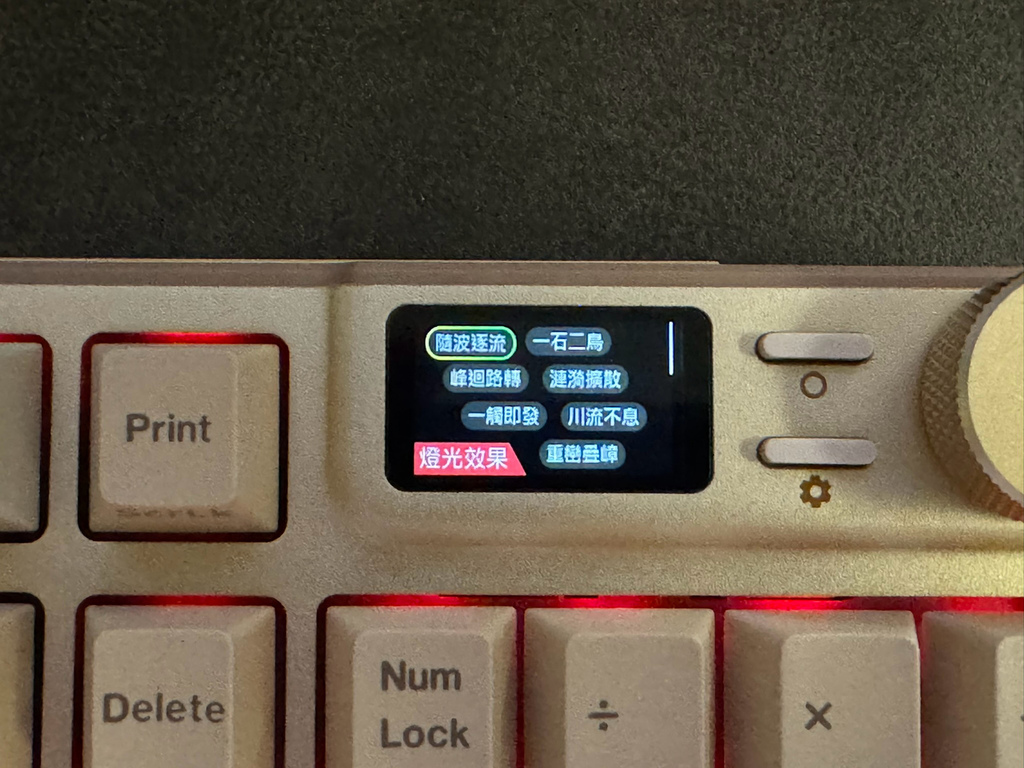 隨波逐流 一石二鳥
峰迴路轉 漣漪擴散
一觸即發 川流不息
燈光效果 重巒疊嶂
Print
Delete
Num
Lock
÷
×